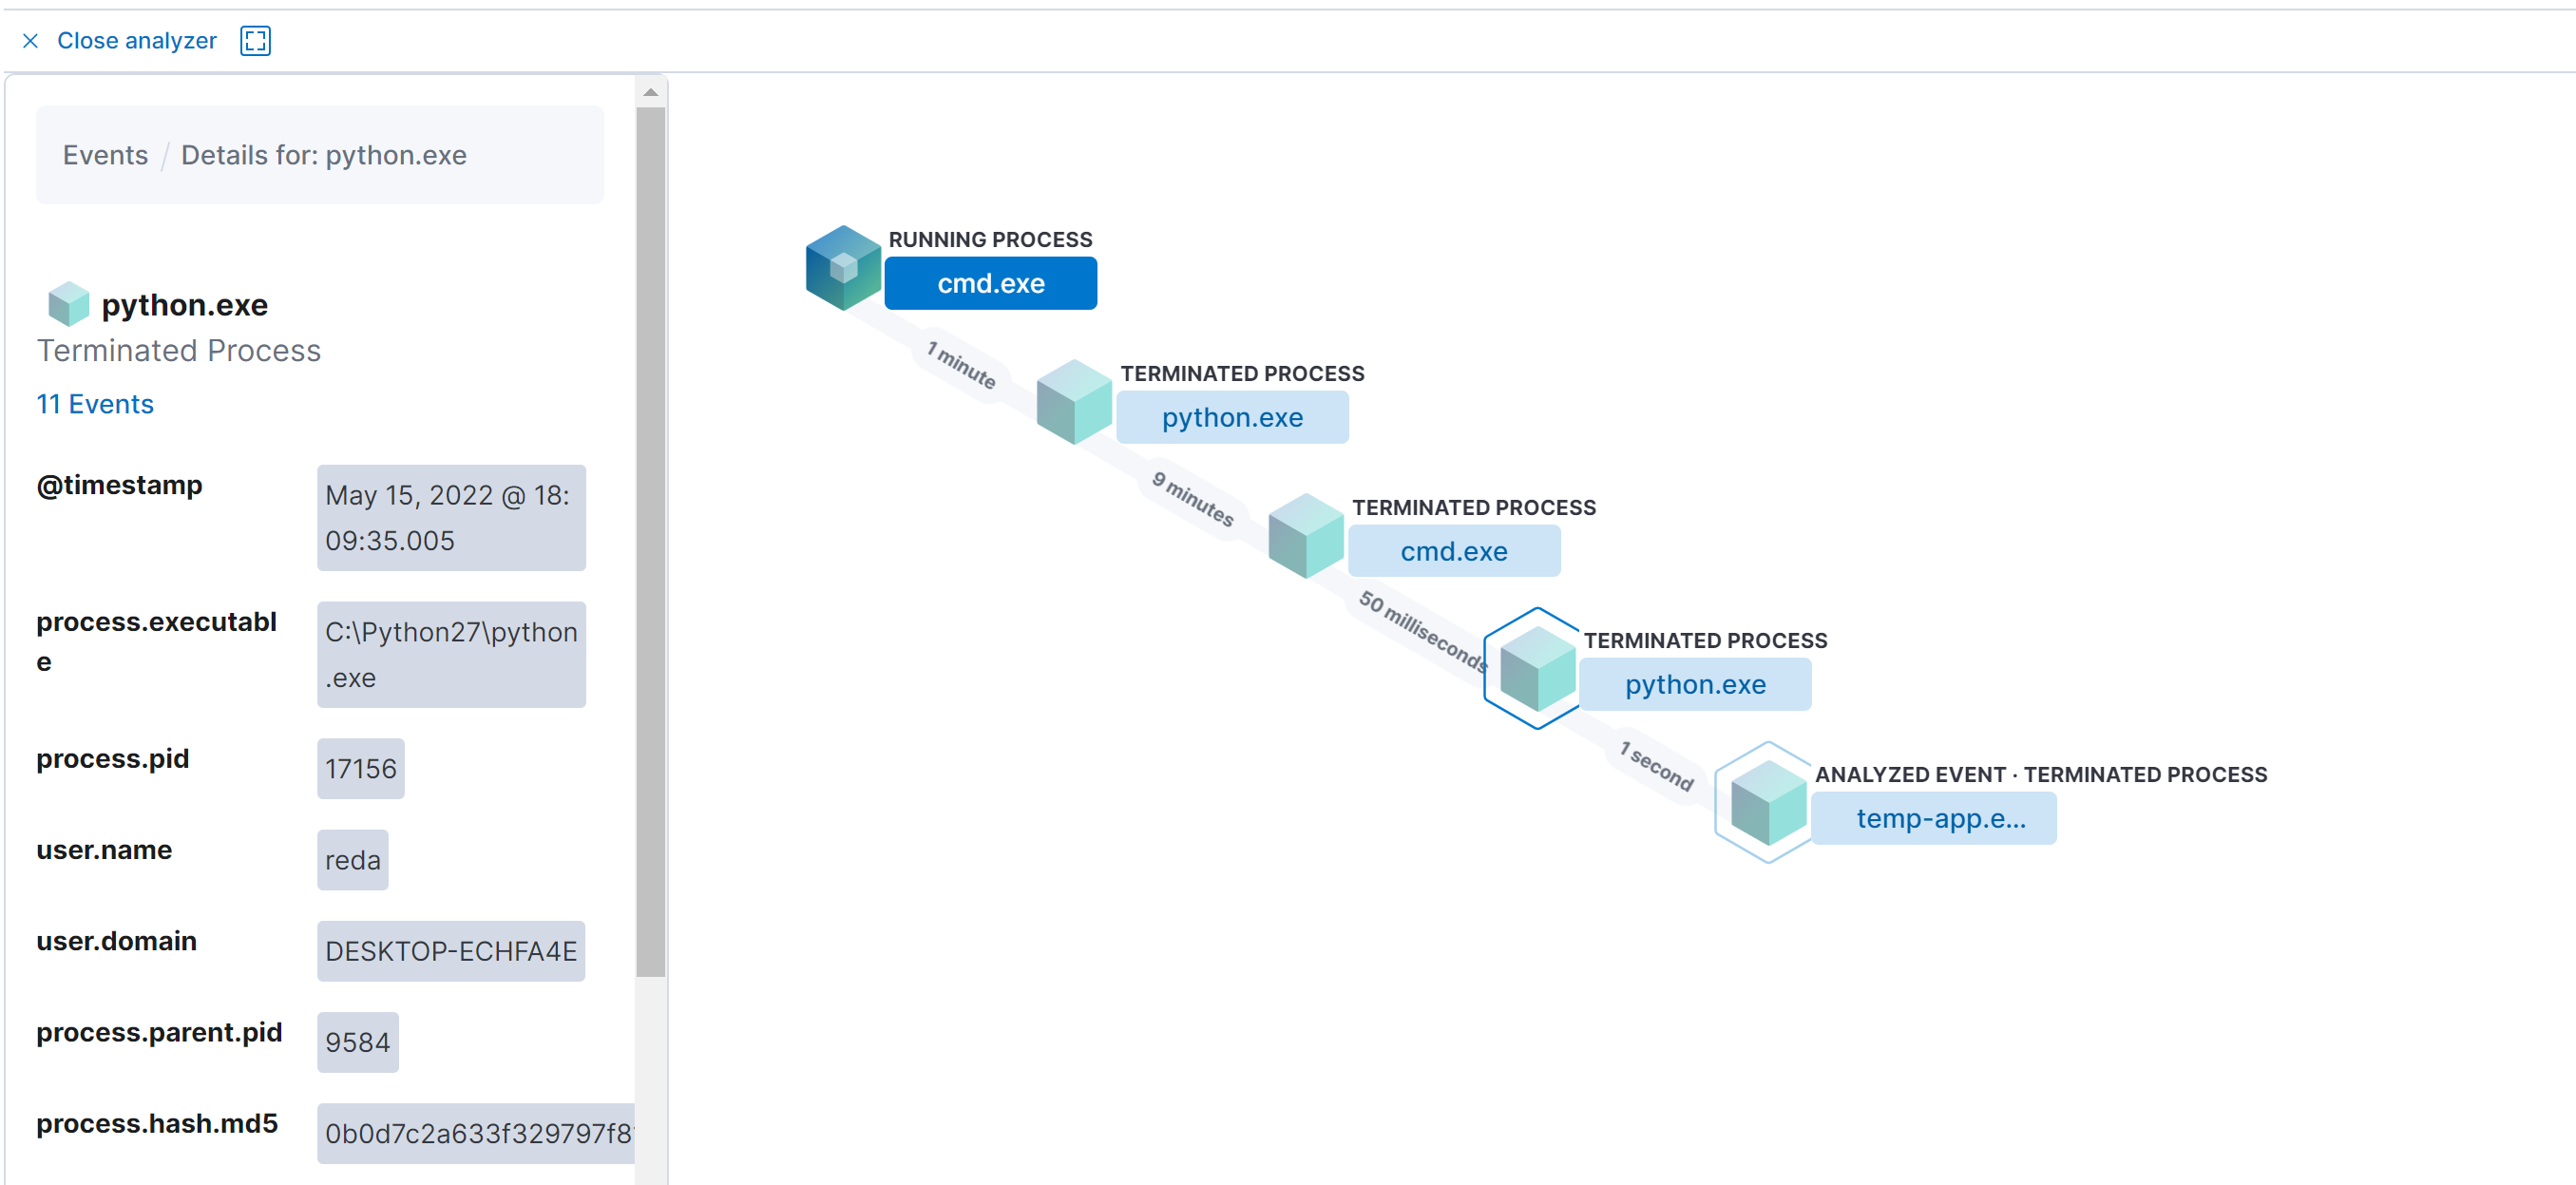 Close analyzer
Events / Details for: python.exe
python.exe
Terminated Process
11 Events
@timestamp
May 15, 2022 @ 18:
09:35.005
process.executabl
e
C:\Python27\python
.exe
process.pid
17156
user.name
reda
user.domain
DESKTOP-ECHFA4E
process.parent.pid
9584
process.hash.md5
0b0d7c2a633f329797f8
RUNNING PROCESS
cmd.exe
1 minute
TERMINATED PROCESS
python.exe
9 minutes
TERMINATED PROCESS
cmd.exe
50 milliseconds
TERMINATED PROCESS
python.exe
1 second
ANALYZED EVENT · TERMINATED PROCESS
temp-app.e...